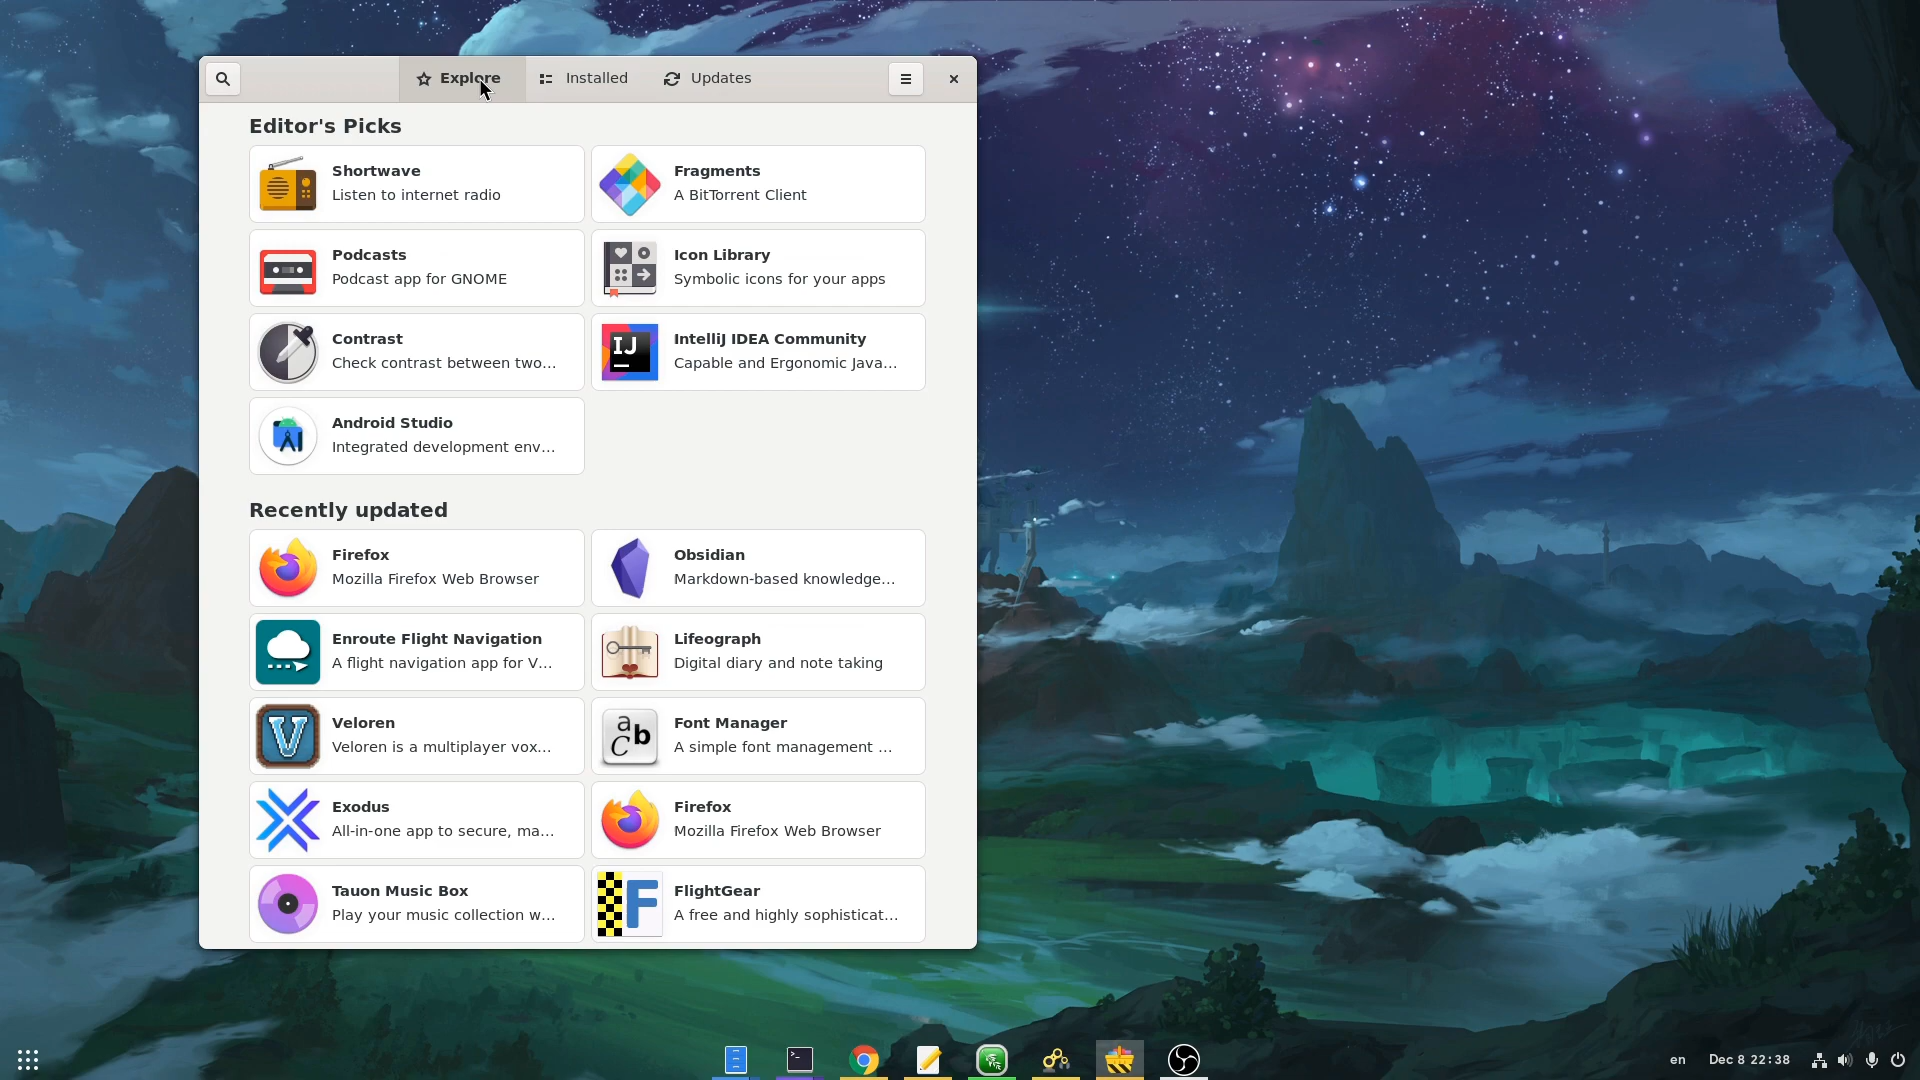 Explore
Installed
Updates
Editor's Picks
Shortwave
Listen to internet radio
Fragments
A BitTorrent Client
Podcasts
Podcast app for GNOME
Icon Library
Symbolic icons for your apps
Contrast
Check contrast between two…
IJ
IntelliJ IDEA Community
Capable and Ergonomic Java…
Android Studio
Integrated development env…
Recently updated
Firefox
Mozilla Firefox Web Browser
Obsidian
Markdown-based knowledge…
Enroute Flight Navigation
A flight navigation app for V…
Lifeograph
Digital diary and note taking
V
Veloren
Veloren is a multiplayer vox…
a b C
Font Manager
A simple font management …
Exodus
All-in-one app to secure, ma…
Firefox
Mozilla Firefox Web Browser
Tauon Music Box
Play your music collection w…
F
FlightGear
A free and highly sophisticat…
en
Dec 8 22:38